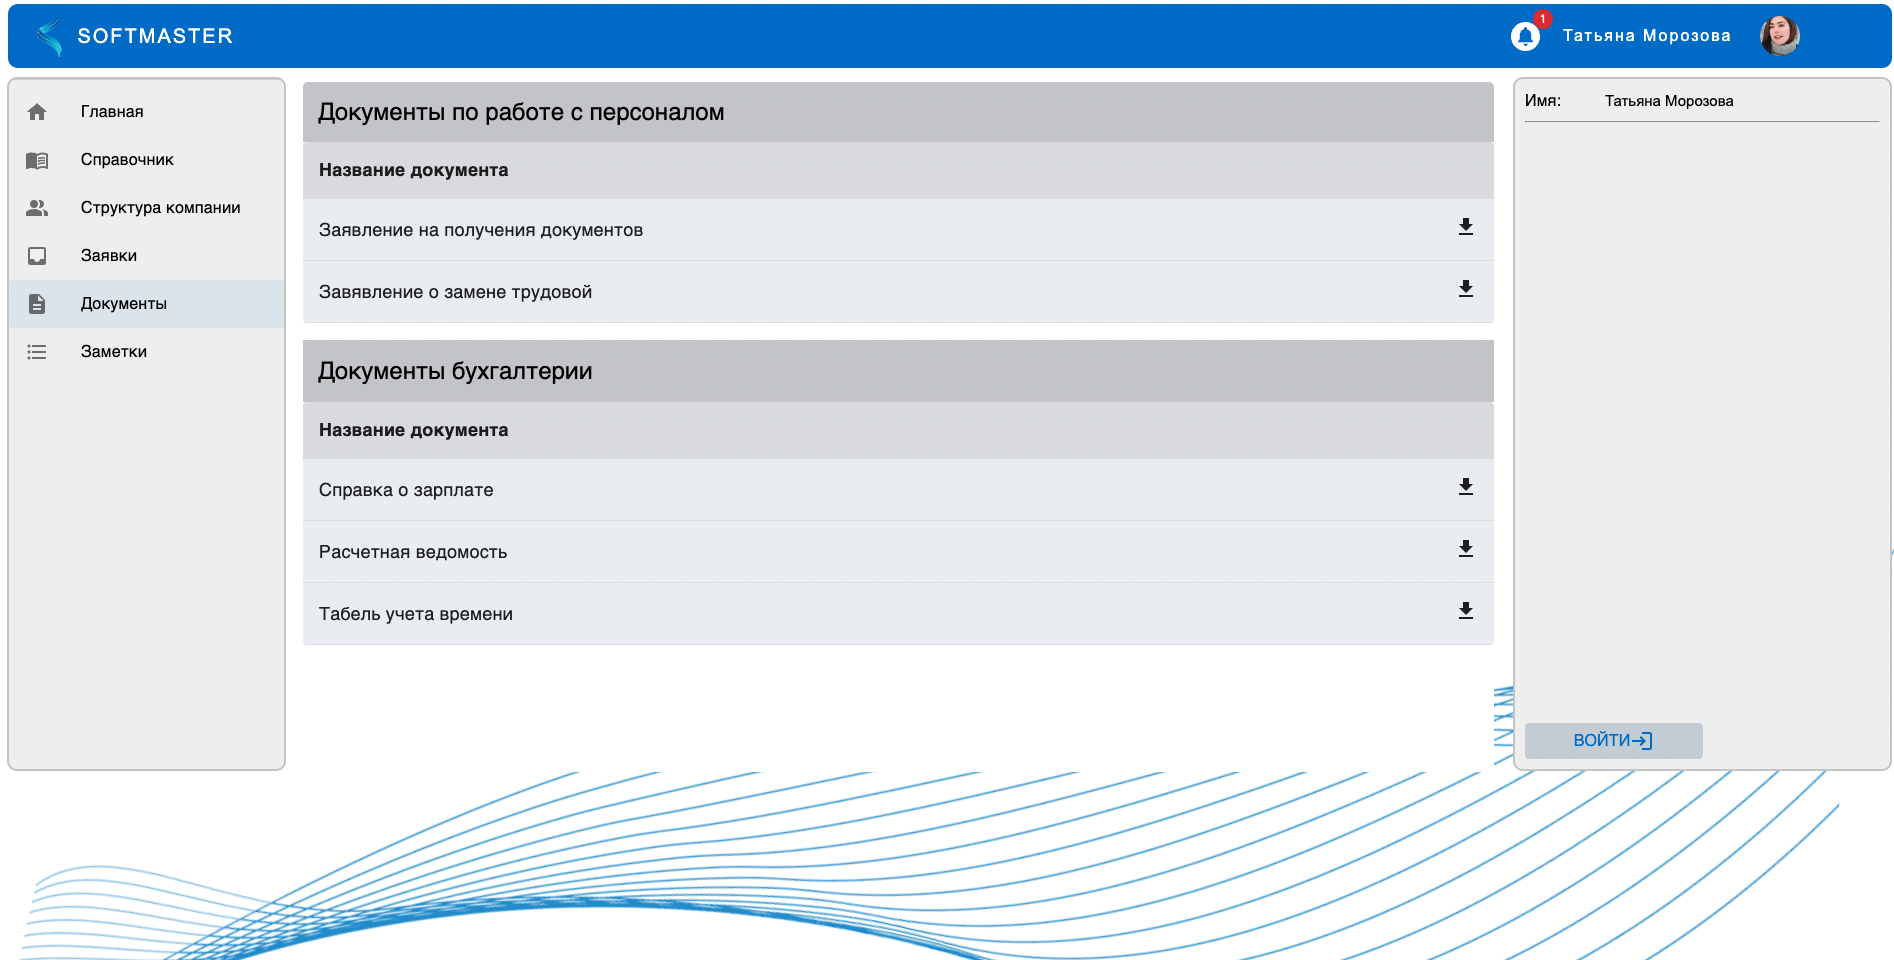 SOFTMASTER
1
Татьяна Морозова
Главная
Справочник
Структура компании
Заявки
Документы
Заметки
Документы по работе с персоналом
Название документа
Заявление на получения документов
Завявление о замене трудовой
Документы бухгалтерии
Название документа
Справка о зарплате
Расчетная ведомость
Табель учета времени
Имя: Татьяна Морозова
ВОЙТИ